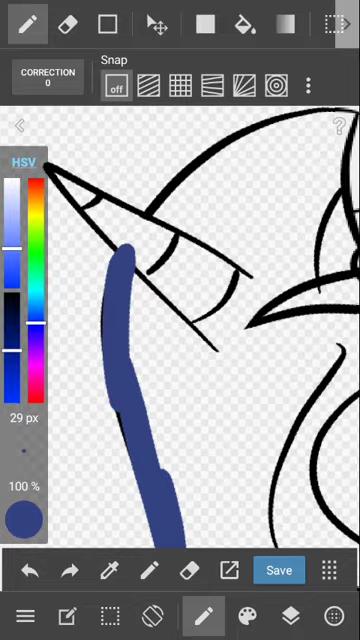 Snap
CORRECTION
0
off
?
HSV
29 px
100 %
Save